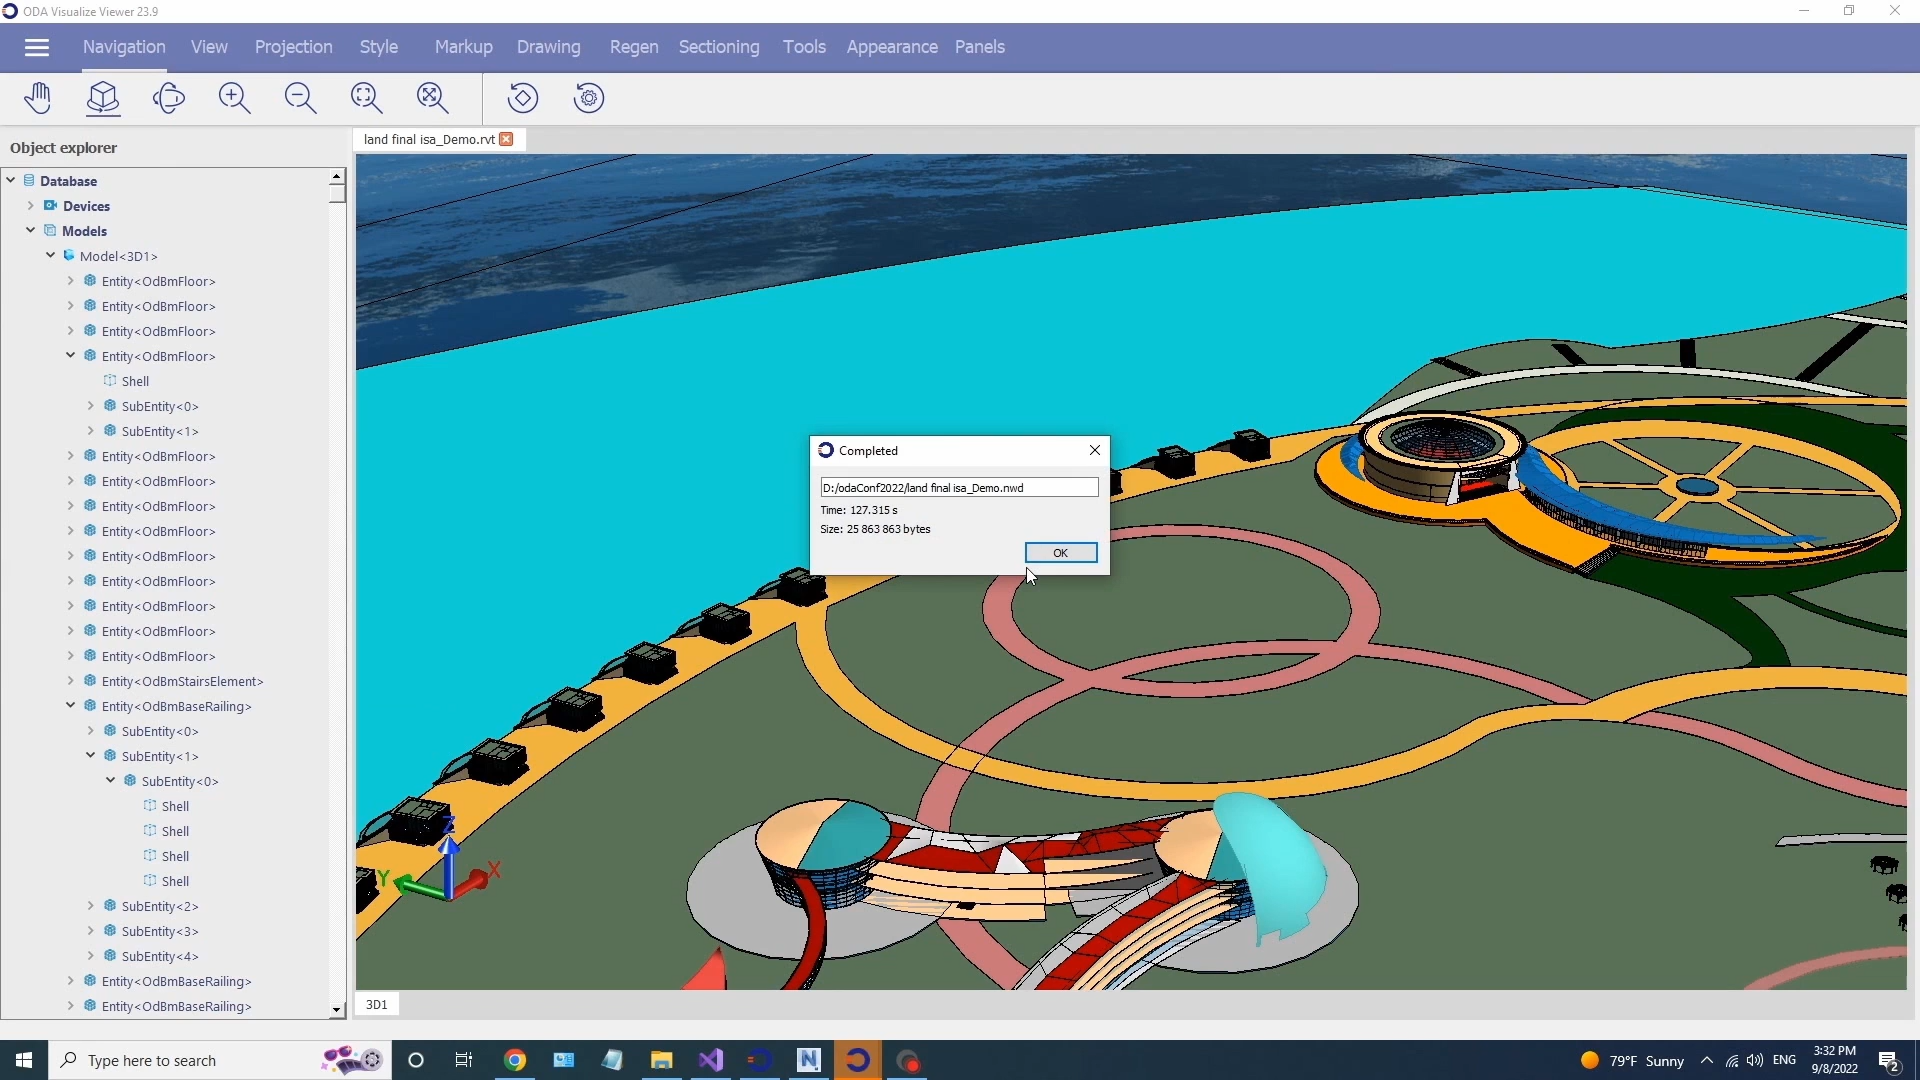 ODA Visualize Viewer 23.9
Navigation View Projection Style Markup Drawing Regen Sectioning Tools Appearance Panels
Object explorer
land final isa_Demo.rvt
Database
Devices
Models
Model<3D1>
Entity<OdBmFloor>
Entity<OdBmFloor>
Entity<OdBmFloor>
Entity<OdBmFloor>
Shell
SubEntity<0>
SubEntity<1>
Entity<OdBmFloor>
Entity<OdBmFloor>
Entity<OdBmFloor>
Entity<OdBmFloor>
Entity<OdBmFloor>
Entity<OdBmFloor>
Entity<OdBmFloor>
Entity<OdBmFloor>
Entity<OdBmFloor>
Entity<OdBmStairsElement>
Entity<OdBmBaseRailing>
SubEntity<0>
SubEntity<1>
SubEntity<0>
Shell
Shell
Shell
Shell
SubEntity<2>
SubEntity<3>
SubEntity<4>
Entity<OdBmBaseRailing>
Entity<OdBmBaseRailing>
Completed
D:/odaConf2022/land final isa_Demo.nwd
Time: 127.315 s
Size: 25 863 863 bytes
OK
Z
Y
X
3D1
Type here to search
N
79°F Sunny
ENG
3:32 PM
9/8/2022
2